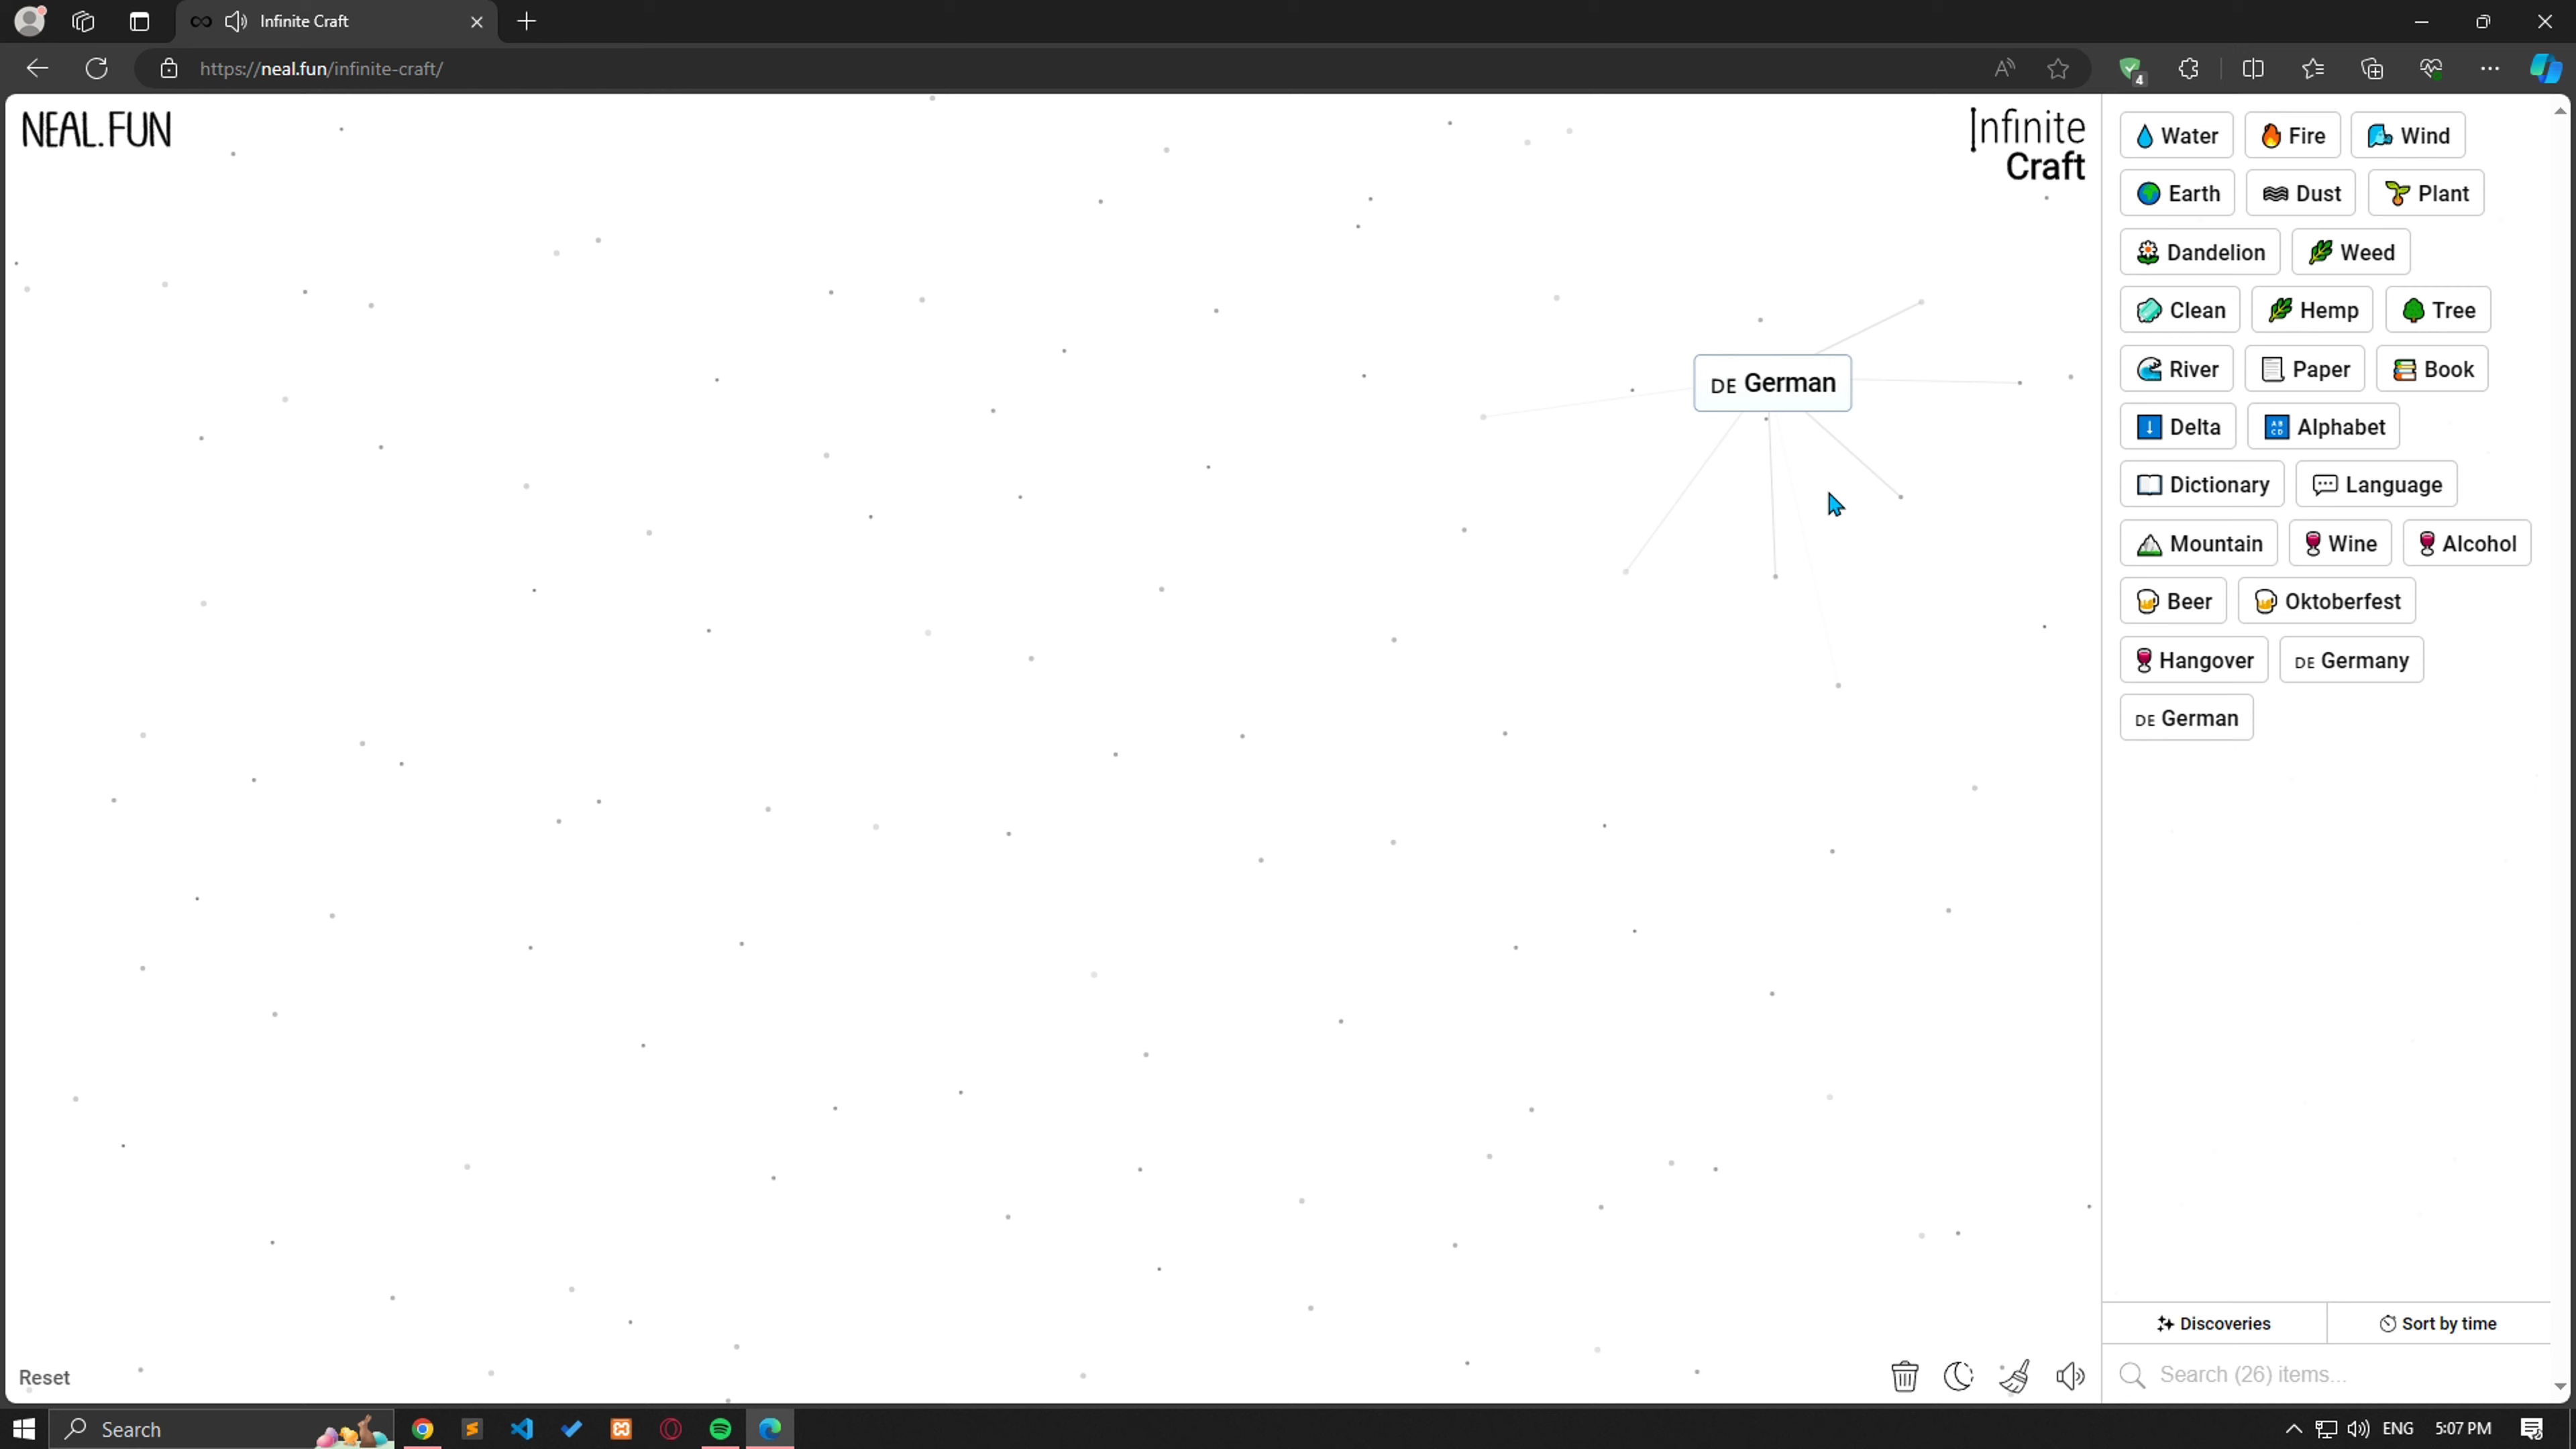 Infinite Craft
https://neal.fun/infinite-craft/
4
NEAL.FUN
Infinite
Craft
DE German
Water Fire Wind
Earth Dust Plant
Dandelion Weed
Clean Hemp Tree
River Paper Book
Delta Alphabet
Dictionary Language
Mountain Wine Alcohol
Beer Oktoberfest
Hangover DE Germany
DE German
Discoveries Sort by time
Reset
Search (26) items...
Search
ENG 5:07 PM